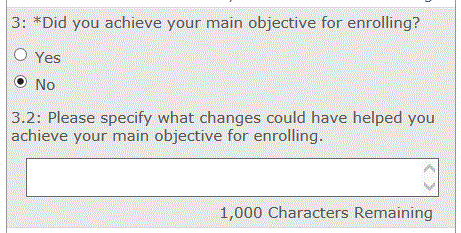 3: *Did you achieve your main objective for enrolling?
Yes
No
3.2: Please specify what changes could have helped you
achieve your main objective for enrolling.
1,000 Characters Remaining